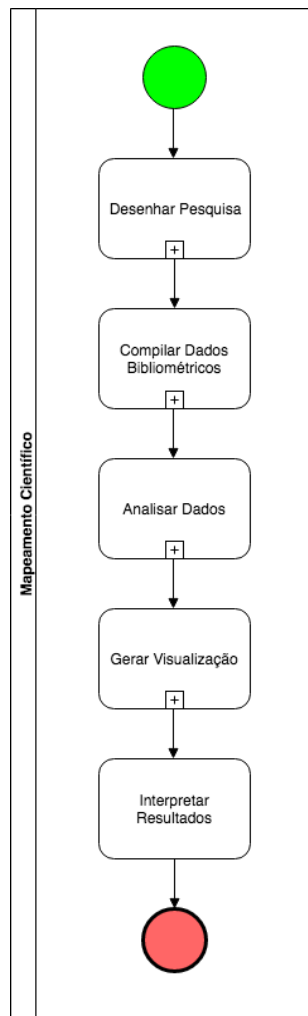 Mapeamento Científico
Desenhar Pesquisa
+
Compilar Dados
Bibliométricos
+
Analisar Dados
+
Gerar Visualização
+
Interpretar
Resultados